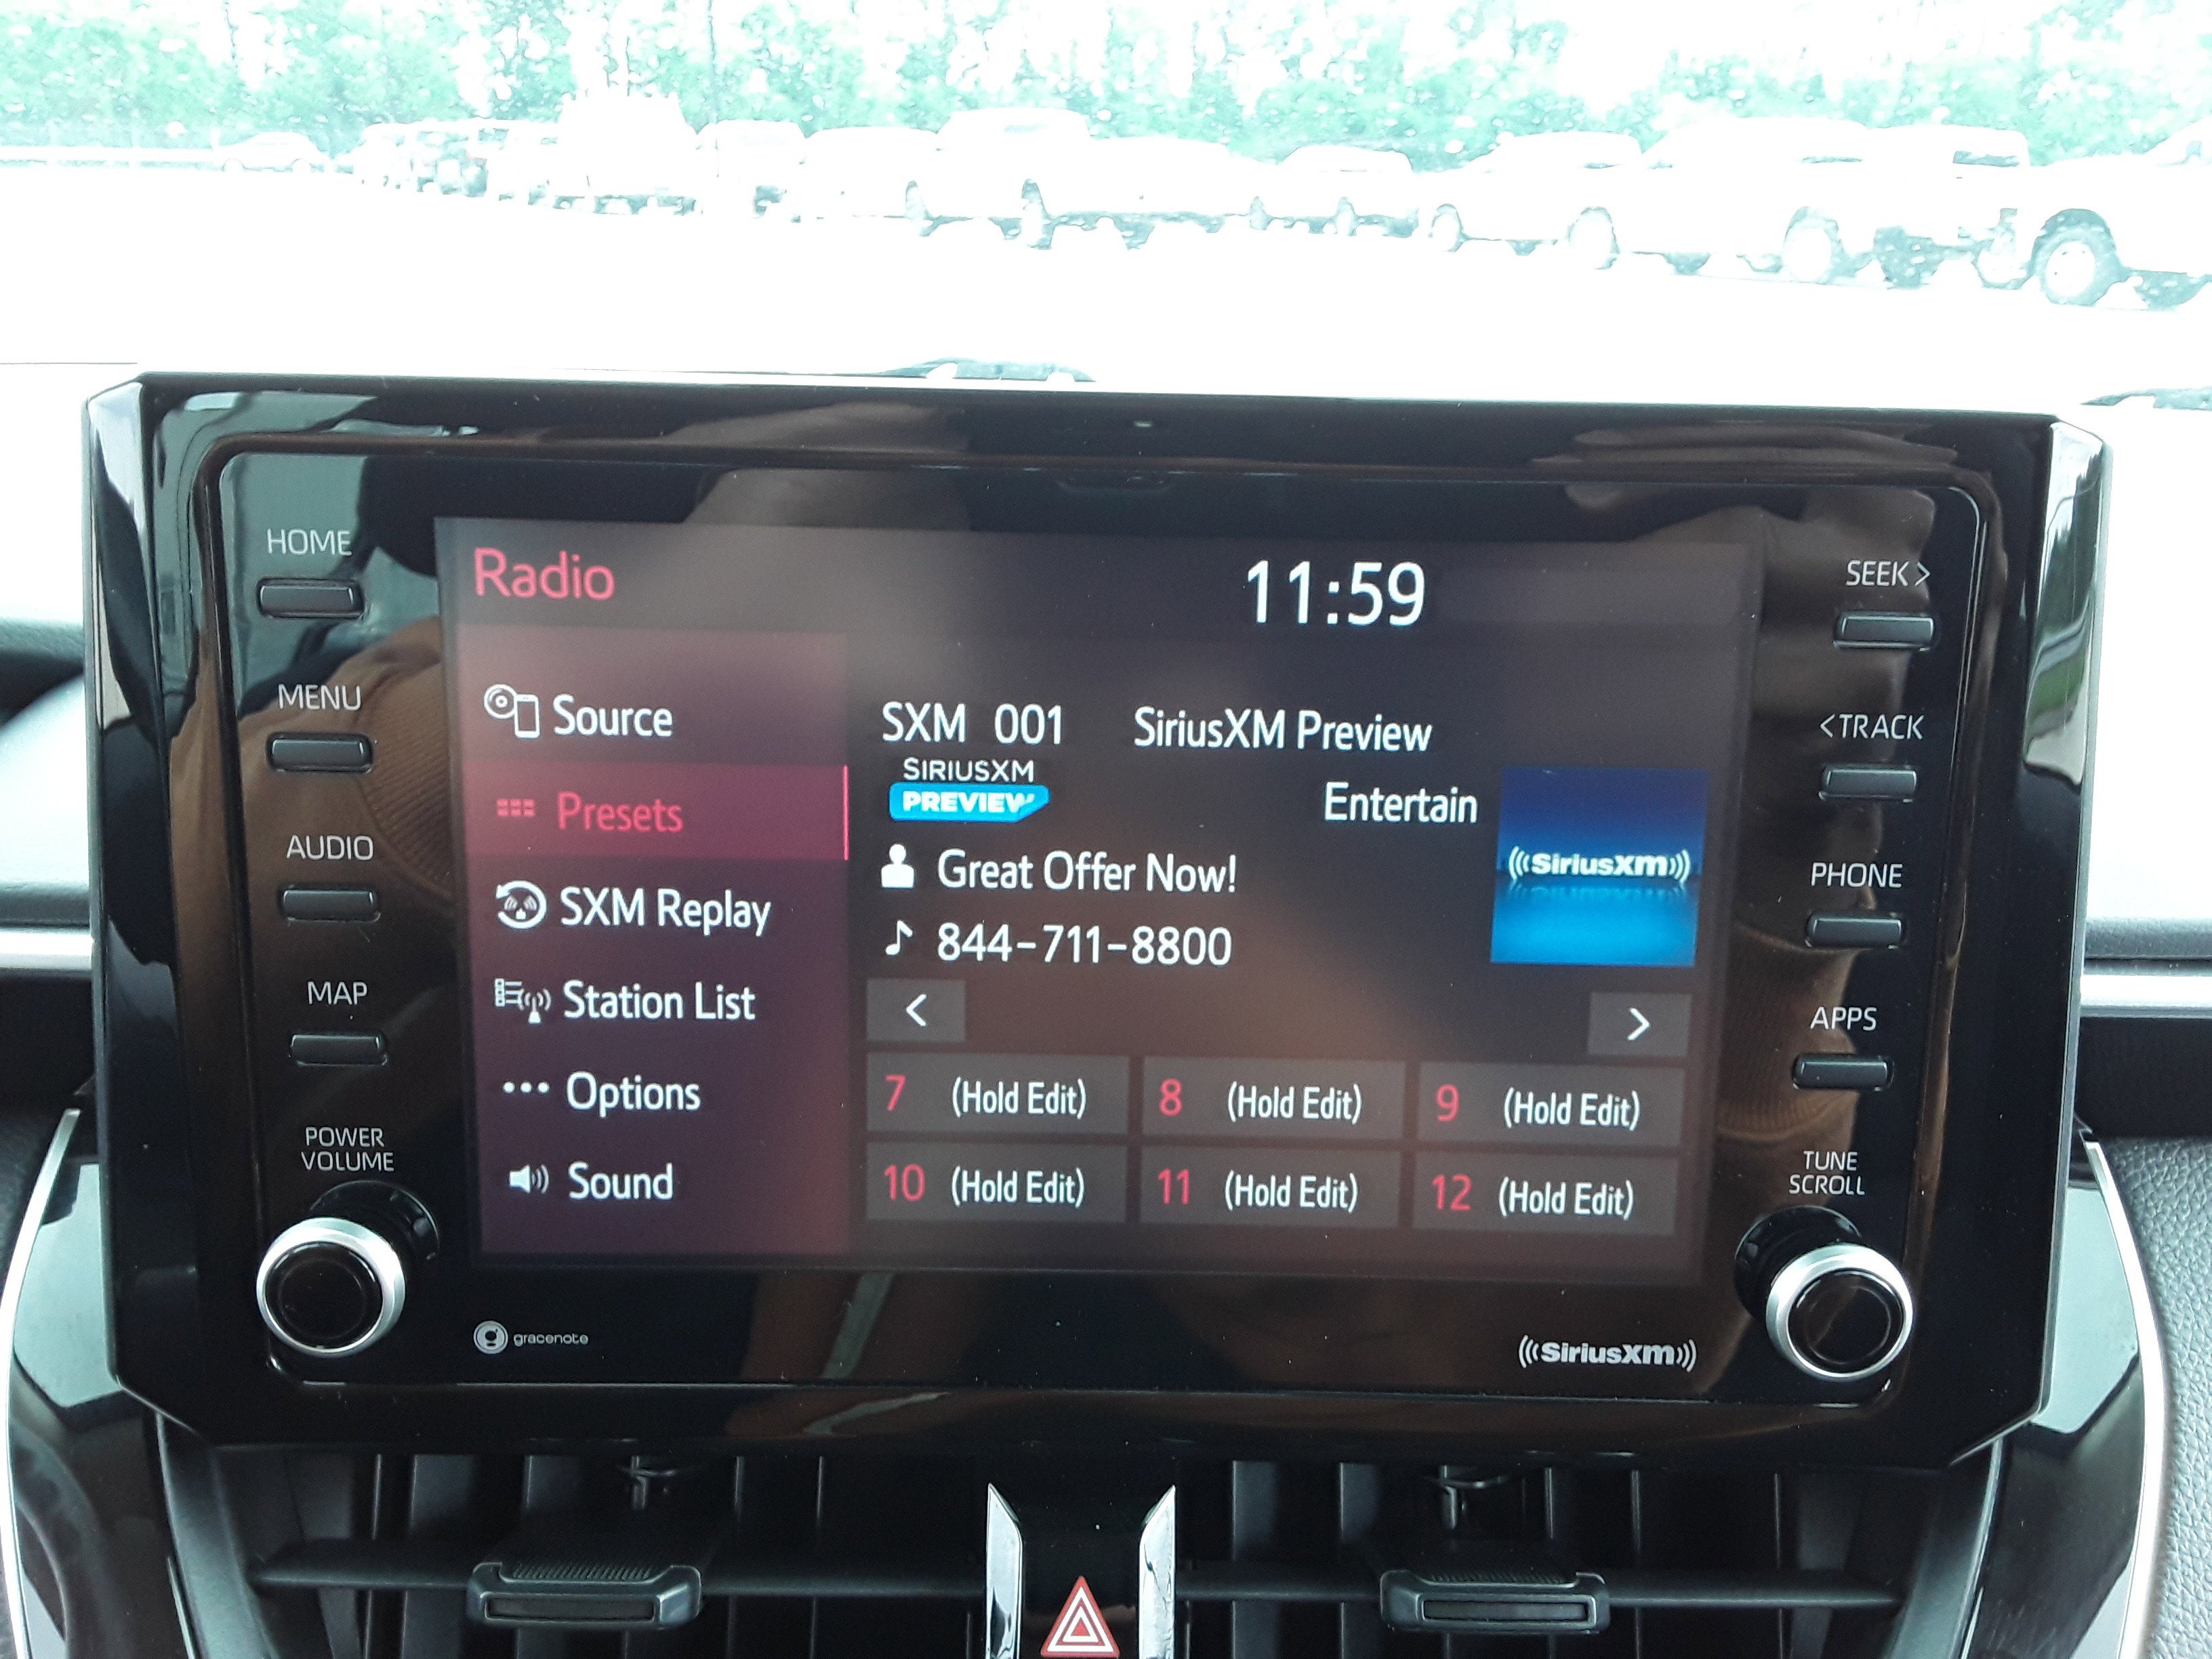 HOME
MENU
AUDIO
MAP
POWER
VOLUME
Radio
11:59
Source
Presets
SXM Replay
Station List
Options
Sound
SXM 001 SiriusXM Preview
SIRIUSXM
PREVIEW
Entertain
((SiriusXM))
Great Offer Now!
844-711-8800
<
>
7 (Hold Edit) 8 (Hold Edit) 9 (Hold Edit)
10 (Hold Edit) 11 (Hold Edit) 12 (Hold Edit)
SEEK >
< TRACK
PHONE
APPS
TUNE
SCROLL
gracenote
((SiriusXM))